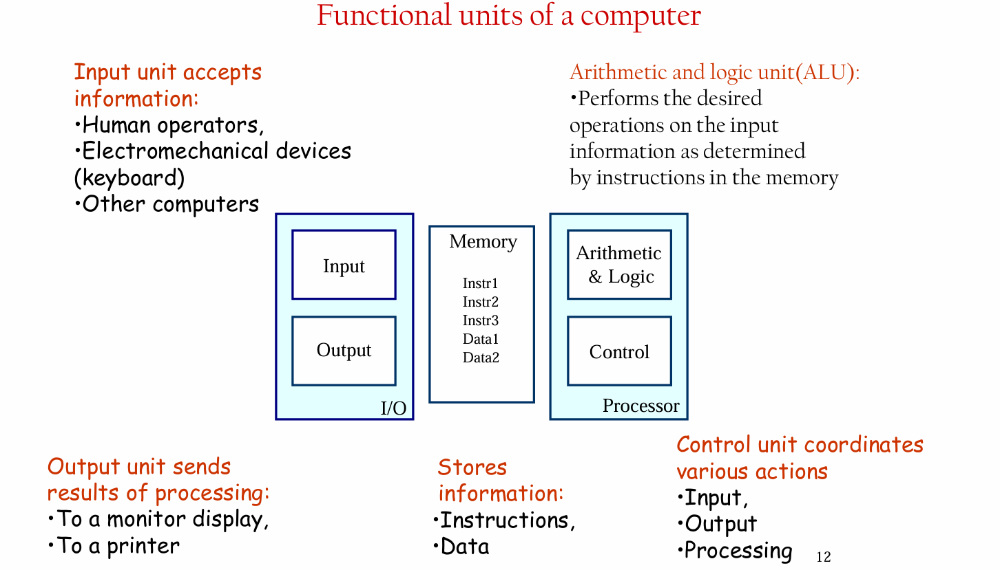 Functional units of a computer
Input unit accepts
information:
•Human operators,
•Electromechanical devices
(keyboard)
•Other computers
Arithmetic and logic unit(ALU):
•Performs the desired
operations on the input
information as determined
by instructions in the memory
Input
Output
I/O
Memory
Instr1
Instr2
Instr3
Data1
Data2
Arithmetic
& Logic
Control
Processor
Output unit sends
results of processing:
•To a monitor display,
•To a printer
Stores
information:
•Instructions,
•Data
Control unit coordinates
various actions
•Input,
•Output
•Processing
12